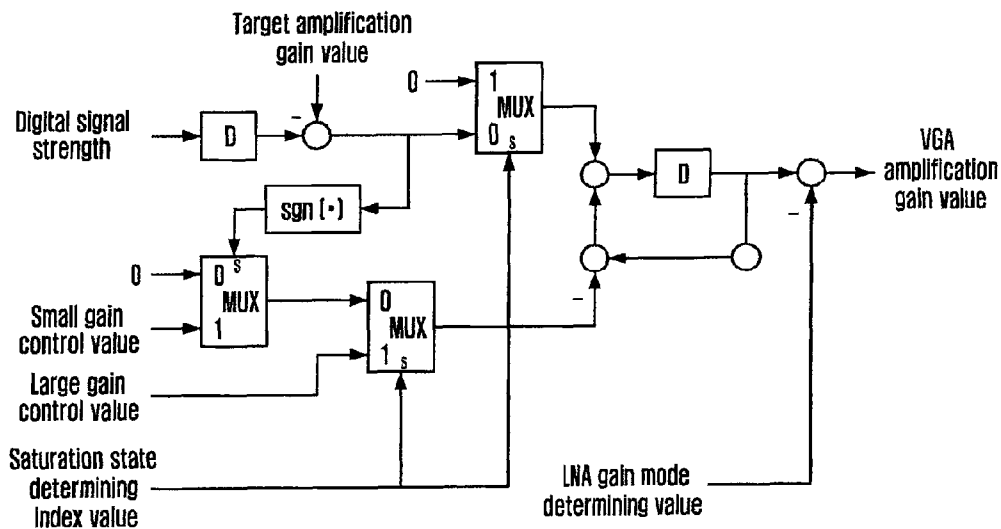 Target amplification
gain value
0
1
MUX
0 s
Digital signal
strength
D
−
VGA
amplification
gain value
D
−
sgn (·)
0
0 s
MUX
1
0
MUX
1 s
−
Small gain
control value
Large gain
control value
Saturation state
determining
index value
LNA gain mode
determining value